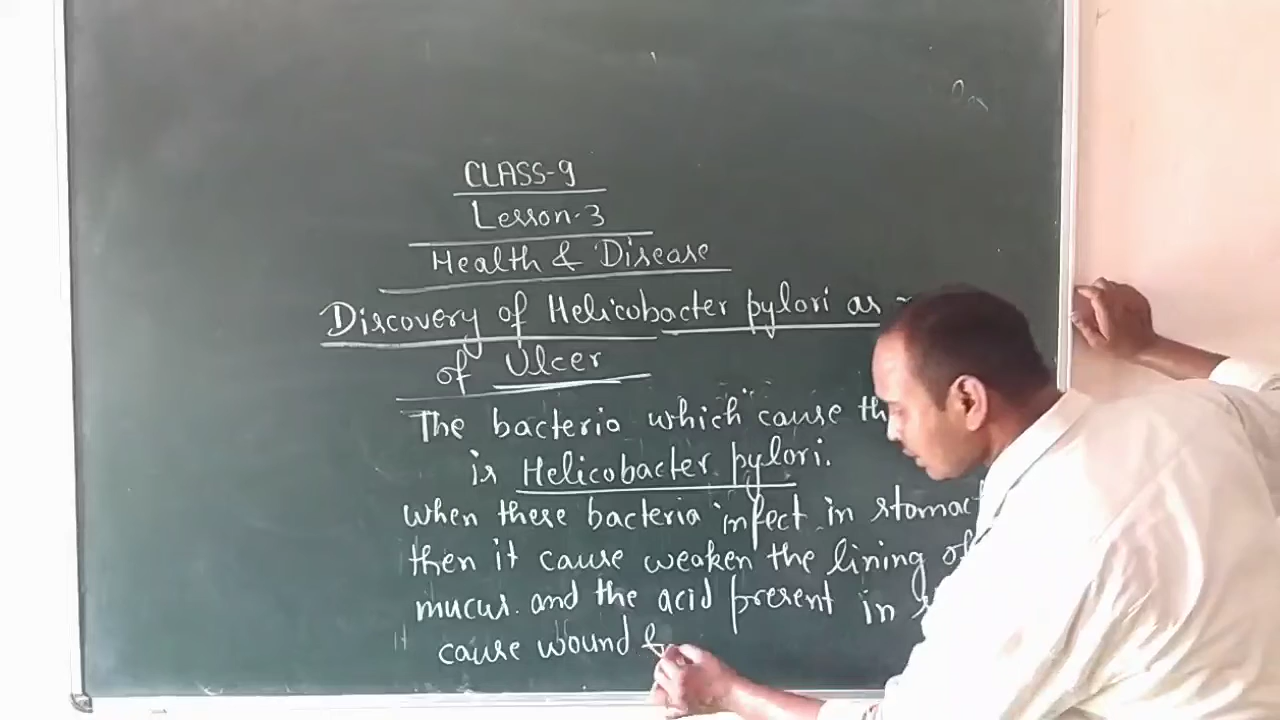 CLASS-9
Lesson-3
Health & Disease
Discovery of Helicobacter pylori as
of Ulcer
The bacteria which cause
is Helicobacter pylori.
when these bacteria infect in
then it cause weaken the lining of
mucus. and the acid present in
cause wound &